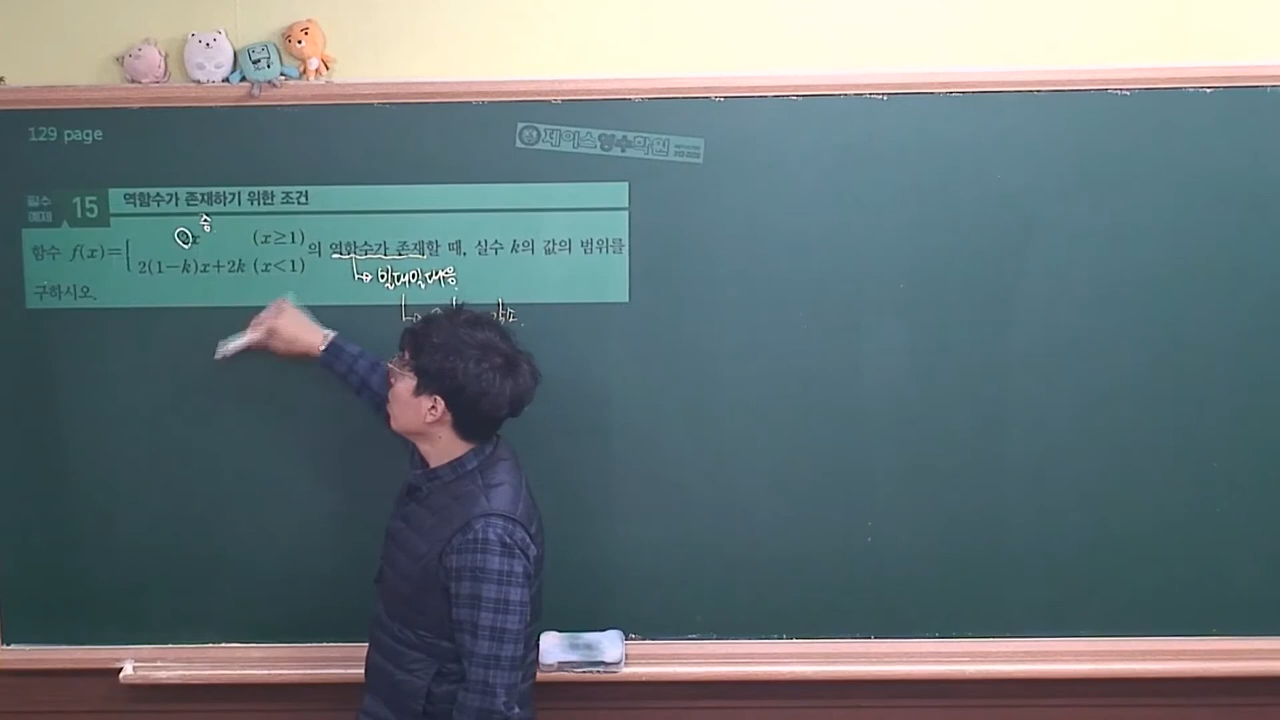 129 page
제이스영수학원
필수 예제 15 역함수가 존재하기 위한 조건
증
함수 f(x)={ x (x≥1)
2(1−k)x+2k (x<1) 의 역함수가 존재할 때, 실수 k의 값의 범위를
구하시오.
↳ 일대일대응